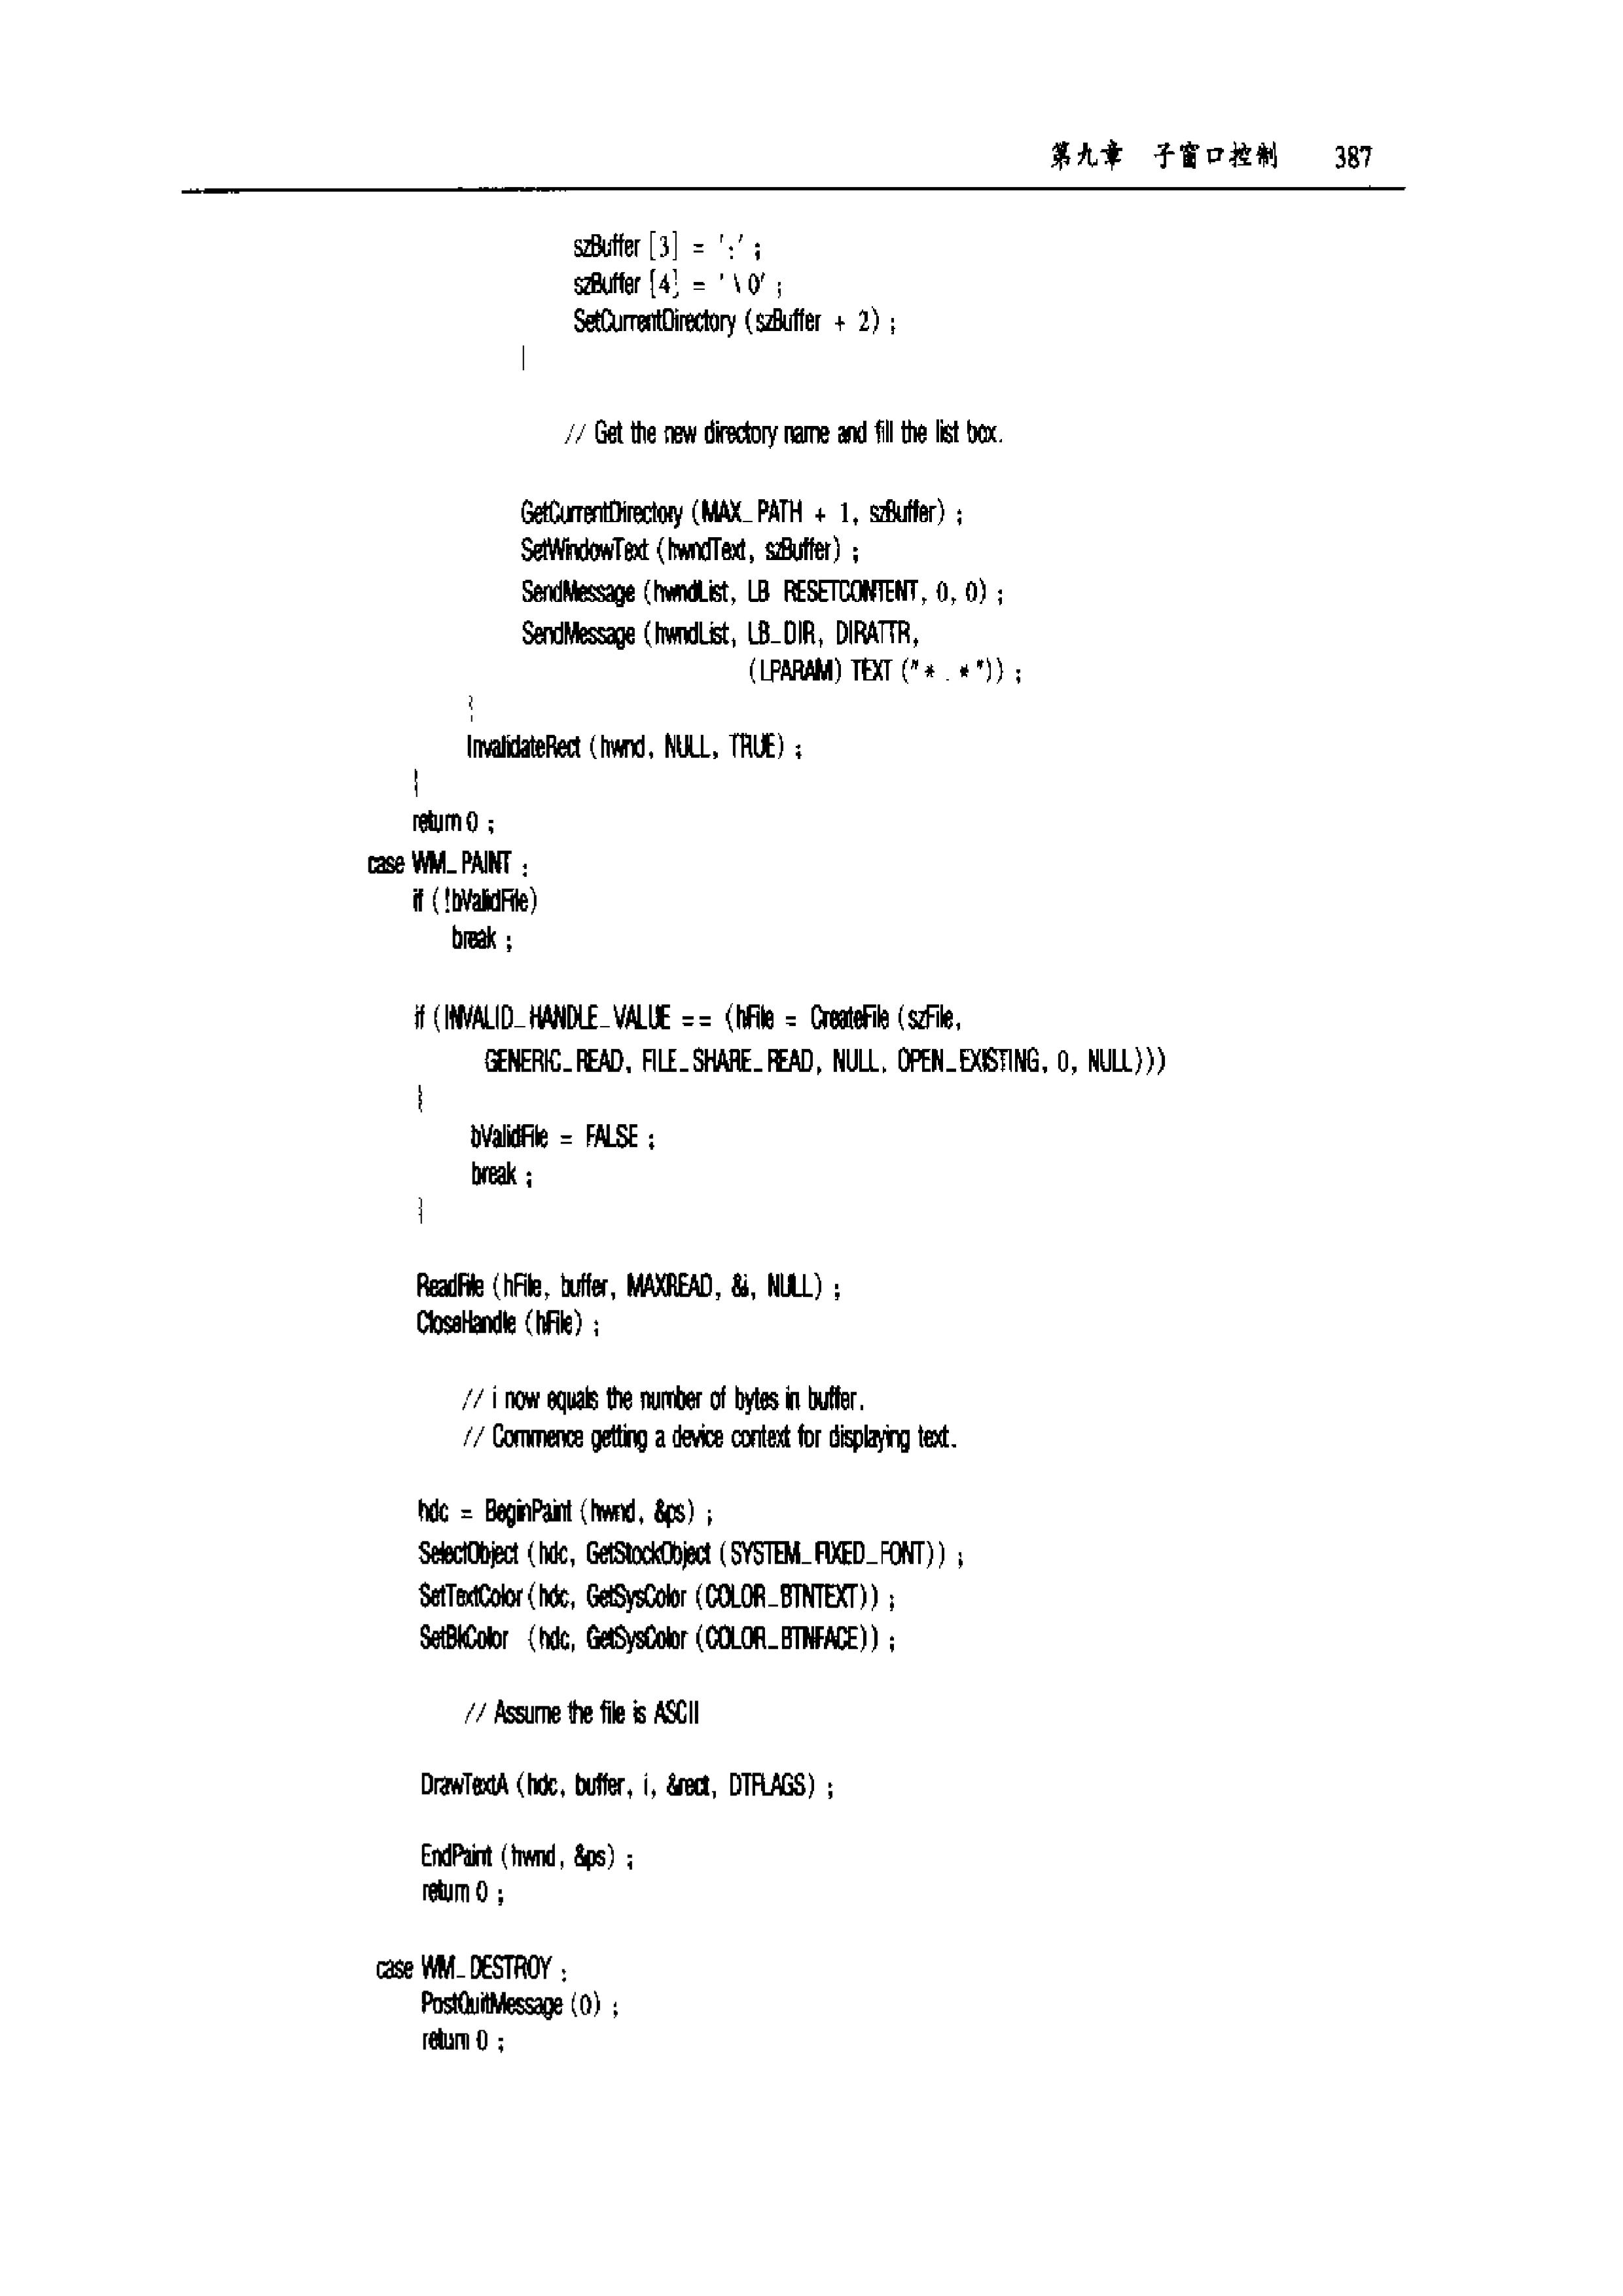 第九章 子窗口控制 387
szBuffer [3] = ':' ;
szBuffer [4] = '\0' ;
SetCurrentDirectory (szBuffer + 2) ;
}
// Get the new directory name and fill the list box.
GetCurrentDirectory (MAX_PATH + 1, szBuffer) ;
SetWindowText (hwndText, szBuffer) ;
SendMessage (hwndList, LB RESETCONTENT, 0, 0) ;
SendMessage (hwndList, LB_DIR, DIRATTR,
(LPARAM) TEXT ("*.*")) ;
}
InvalidateRect (hwnd, NULL, TRUE) ;
}
return 0 ;
case WM_PAINT :
if (!bValidFile)
break ;
if (INVALID_HANDLE_VALUE == (hFile = CreateFile (szFile,
GENERIC_READ, FILE_SHARE_READ, NULL, OPEN_EXISTING, 0, NULL)))
{
bValidFile = FALSE ;
break ;
}
ReadFile (hFile, buffer, MAXREAD, &i, NULL) ;
CloseHandle (hFile) ;
// i now equals the number of bytes in buffer.
// Commence getting a device context for displaying text.
hdc = BeginPaint (hwnd, &ps) ;
SelectObject (hdc, GetStockObject (SYSTEM_FIXED_FONT)) ;
SetTextColor (hdc, GetSysColor (COLOR_BTNTEXT)) ;
SetBkColor (hdc, GetSysColor (COLOR_BTNFACE)) ;
// Assume the file is ASCII
DrawTextA (hdc, buffer, i, &rect, DTFLAGS) ;
EndPaint (hwnd, &ps) ;
return 0 ;
case WM_DESTROY :
PostQuitMessage (0) ;
return 0 ;